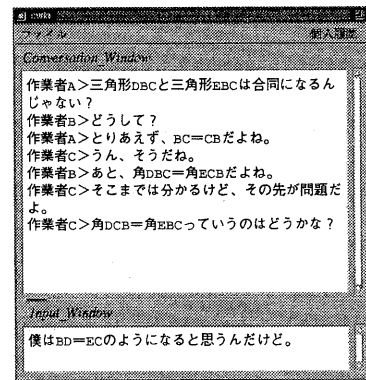 ファイル 個人履歴
Conversation_Window
作業者A＞三角形DBCと三角形EBCは合同になるん
じゃない？
作業者B＞どうして？
作業者A＞とりあえず、BC＝CBだよね。
作業者C＞うん、そうだね。
作業者B＞あと、角DBC＝角ECBだよね。
作業者C＞そこまでは分かるけど、その先が問題だ
よ。
作業者C＞角DCB＝角EBCっていうのはどうかな？
Input_Window
僕はBD＝ECのようになると思うんだけど。